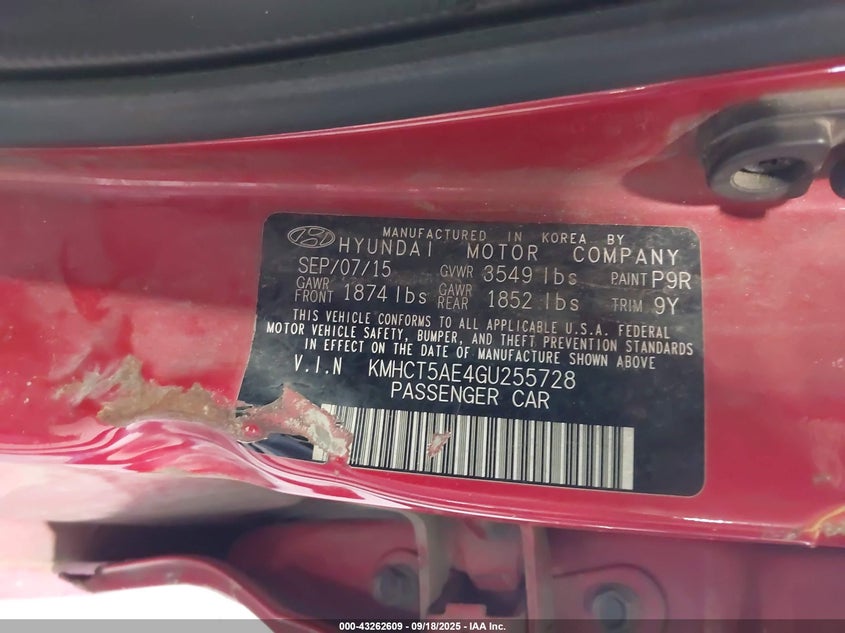 MANUFACTURED IN KOREA BY
HYUNDAI MOTOR COMPANY
SEP/07/15 GVWR 3549 lbs PAINT P9R
GAWR FRONT 1874 lbs GAWR REAR 1852 lbs TRIM 9Y
THIS VEHICLE CONFORMS TO ALL APPLICABLE U.S.A. FEDERAL
MOTOR VEHICLE SAFETY, BUMPER, AND THEFT PREVENTION STANDARDS
IN EFFECT ON THE DATE OF MANUFACTURE SHOWN ABOVE
V.I.N KMHCT5AE4GU255728
PASSENGER CAR
000-43262609 - 09/18/2025 - IAA Inc.